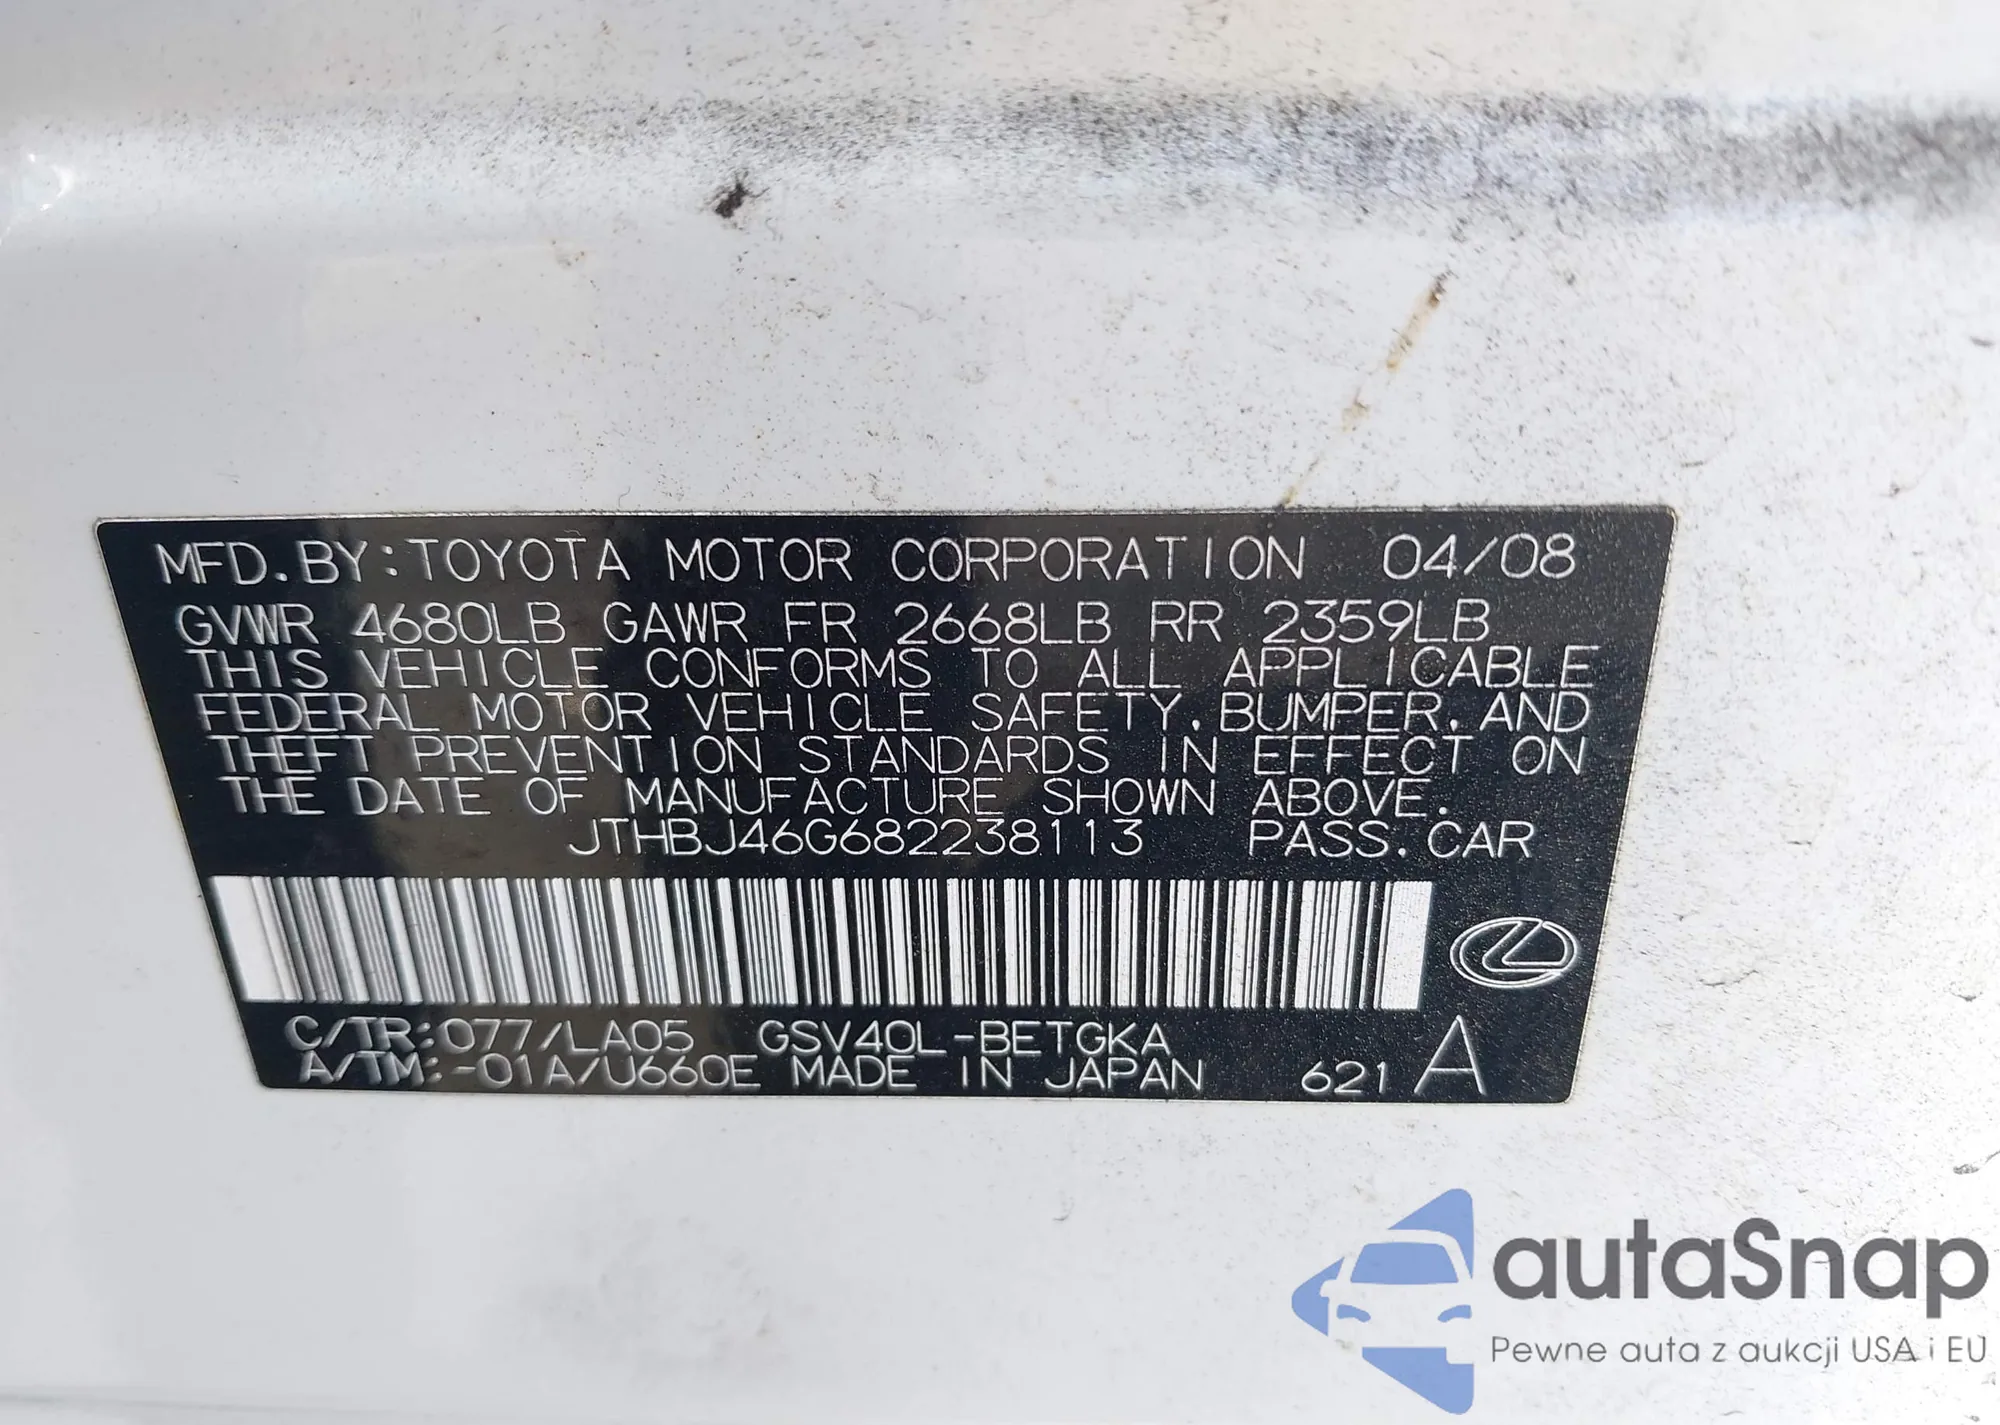 MFD.BY:TOYOTA MOTOR CORPORATION 04/08
GVWR 4680LB GAWR FR 2668LB RR 2359LB
THIS VEHICLE CONFORMS TO ALL APPLICABLE
FEDERAL MOTOR VEHICLE SAFETY,BUMPER,AND
THEFT PREVENTION STANDARDS IN EFFECT ON
THE DATE OF MANUFACTURE SHOWN ABOVE.
JTHBJ46G682238113 PASS.CAR
C/TR:077/LA05 GSV40L-BETGKA
A/TM:-01A/U660E MADE IN JAPAN 621 A
autaSnap
Pewne auta z aukcji USA i EU